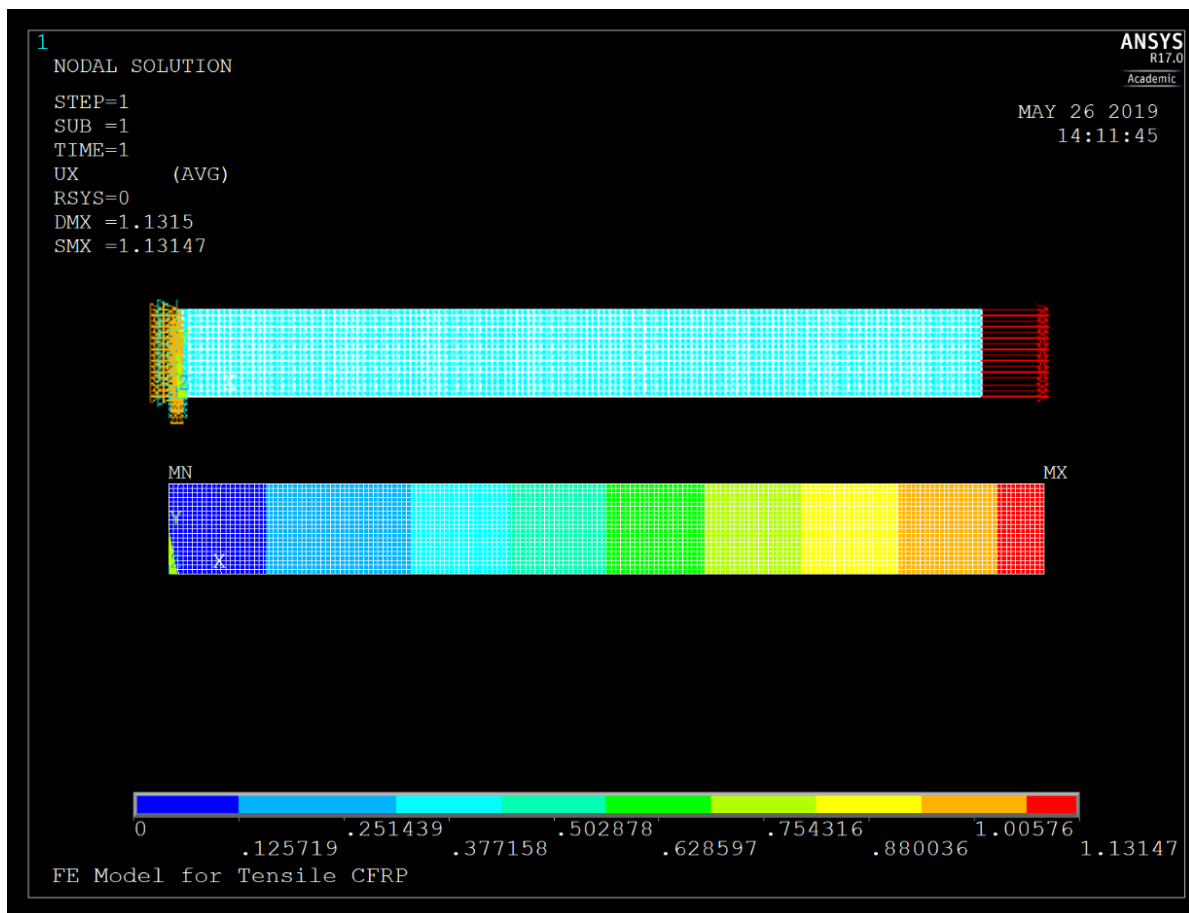 1
ANSYS
R17.0
Academic
NODAL SOLUTION
STEP=1
SUB =1
TIME=1
UX (AVG)
RSYS=0
DMX =1.1315
SMX =1.13147
MAY 26 2019
14:11:45
X
MN
MX
Y
X
0 .251439 .502878 .754316 1.00576
.125719 .377158 .628597 .880036 1.13147
FE Model for Tensile CFRP